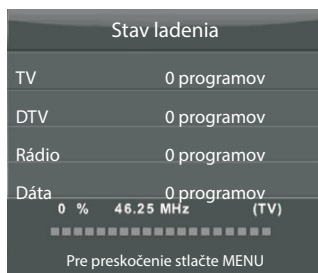 Stav ladenia
TV 0 programov
DTV 0 programov
Rádio 0 programov
Dáta 0 programov
0 % 46.25 MHz (TV)
Pre preskočenie stlačte MENU